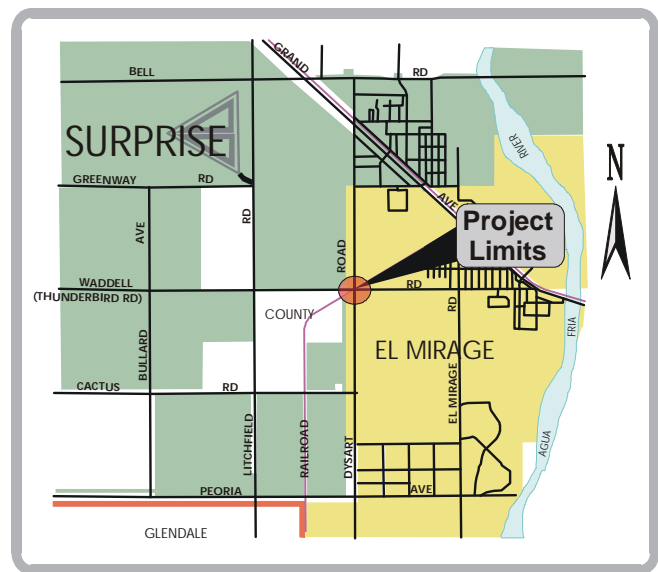 BELL RD
GRAND
AVE
SURPRISE
RIVER
N
GREENWAY RD
AVE
RD
ROAD
Project
Limits
WADDELL RD
(THUNDERBIRD RD)
COUNTY
RD
FRIA
EL MIRAGE
BULLARD
EL MIRAGE
CACTUS RD
LITCHFIELD
RAILROAD
DYSART
AGUA
PEORIA AVE
GLENDALE